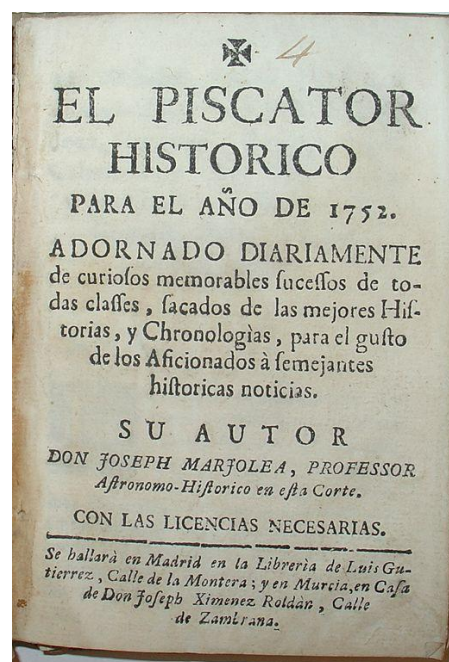 4
EL PISCATOR
HISTORICO
PARA EL AÑO DE 1752.
ADORNADO DIARIAMENTE
de curioſos memorables ſuceſſos de to-
das claſſes, ſacados de las mejores Hiſ-
torias, y Chronologìas, para el guſto
de los Aficionados à ſemejantes
hiſtoricas noticias.
SU AUTOR
DON JOSEPH MARJOLEA, PROFESSOR
Aſtronomo-Hiſtorico en eſta Corte.
CON LAS LICENCIAS NECESARIAS.
Se hallarà en Madrid en la Librerìa de Luis Gu-
tierrez, Calle de la Montera; y en Murcia, en Caſa
de Don Joſeph Ximenez Roldàn, Calle
de Zambrana.